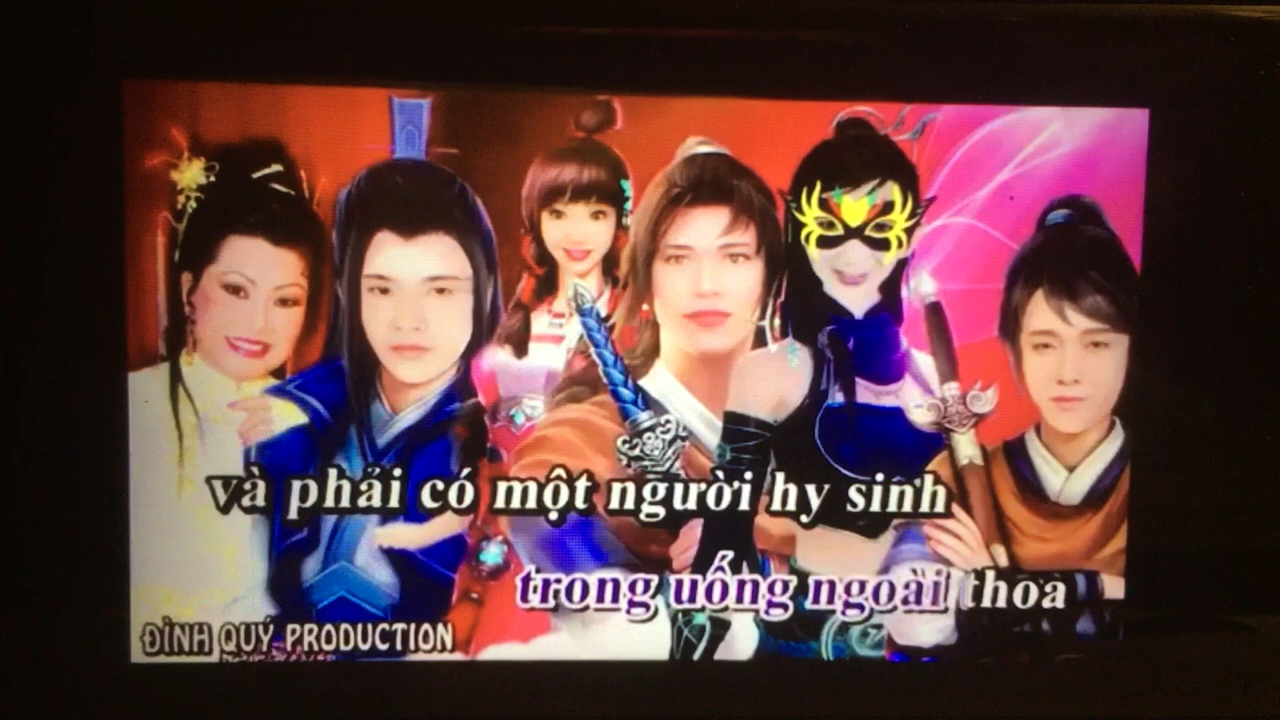 và phải có một người hy sinh
trong uống ngoài thoa
ĐÌNH QUÝ PRODUCTION